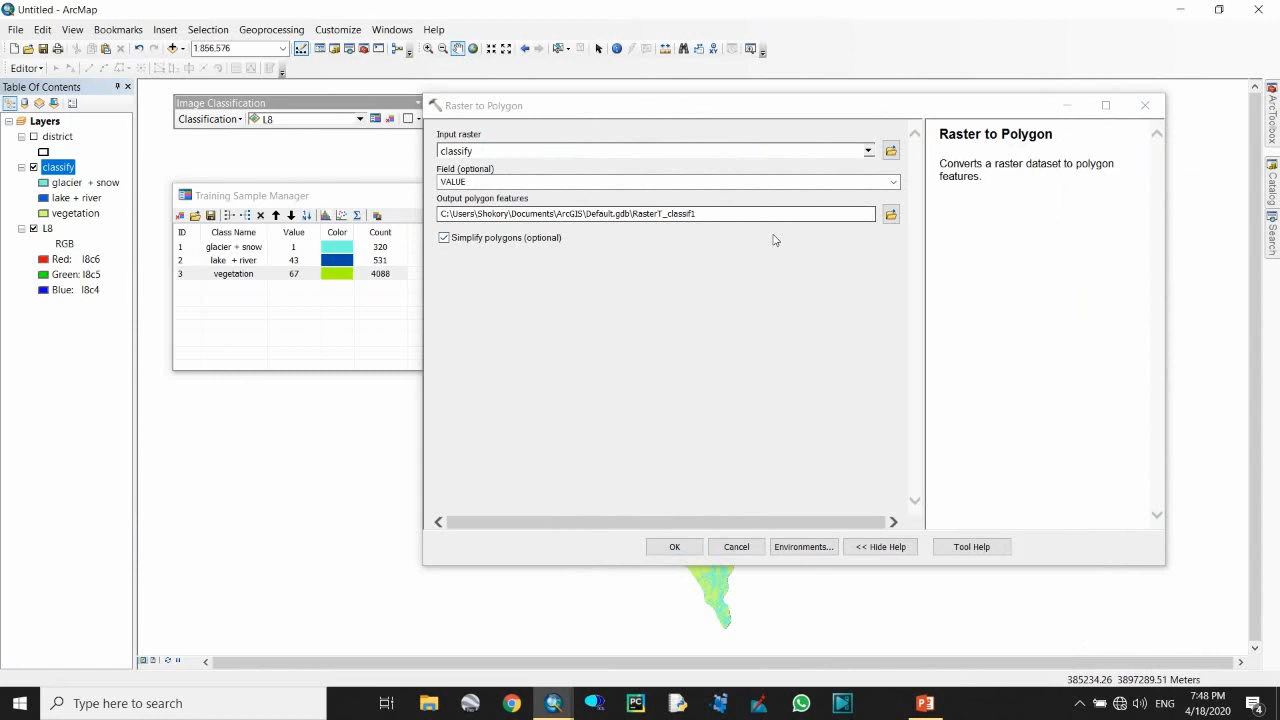 Untitled - ArcMap
File Edit View Bookmarks Insert Selection Geoprocessing Customize Windows Help
1:856,576
Editor
Table Of Contents
Layers
district
classify
glacier + snow
lake + river
vegetation
L8
RGB
Red: l8c6
Green: l8c5
Blue: l8c4
Image Classification
Classification L8
Training Sample Manager
ID Class Name Value Color Count
1 glacier + snow 1 320
2 lake + river 43 531
3 vegetation 67 4088
Raster to Polygon
Input raster
classify
Field (optional)
VALUE
Output polygon features
C:\Users\Shokory\Documents\ArcGIS\Default.gdb\RasterT_classif1
Simplify polygons (optional)
OK Cancel Environments... << Hide Help Tool Help
Raster to Polygon
Converts a raster dataset to polygon
features.
ArcToolbox
Catalog
Search
385234.26 3897289.51 Meters
Type here to search
PC
ENG
7:48 PM
4/18/2020
4